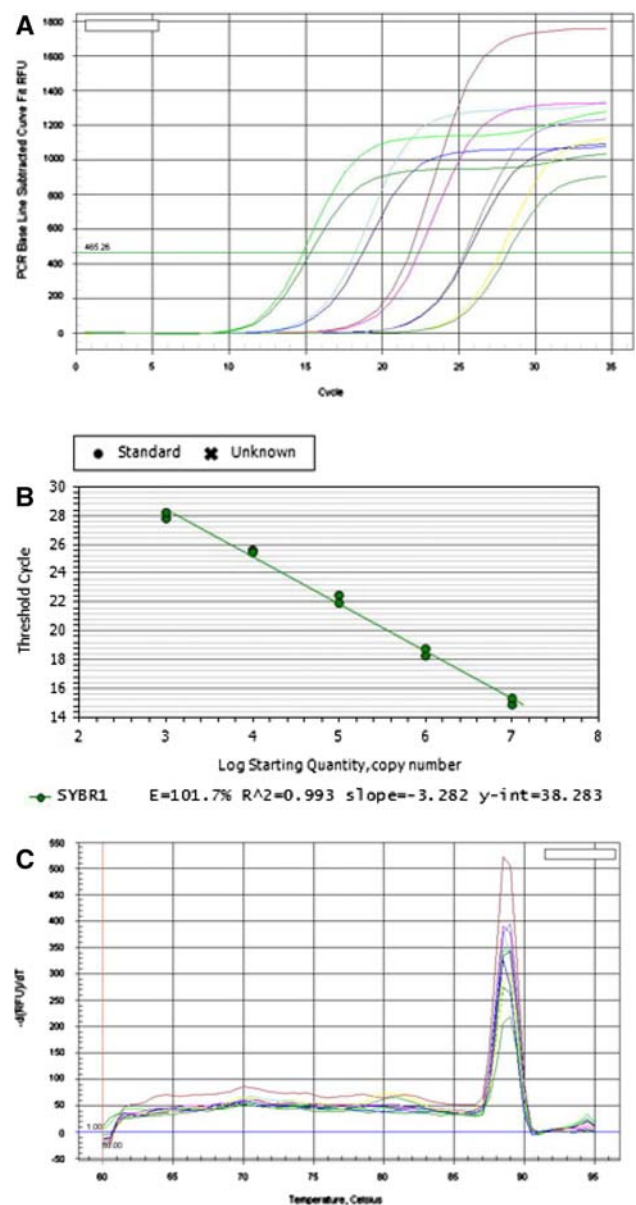 A
PCR Base Line Subtracted Curve Fit RFU
1800
1600
1400
1200
1000
800
600
400
200
0
465.26
0 5 10 15 20 25 30 35
Cycle
Standard Unknown
B
Threshold Cycle
30
28
26
24
22
20
18
16
14
2 3 4 5 6 7 8
Log Starting Quantity, copy number
SYBR1 E=101.7% R^2=0.993 slope=-3.282 y-int=38.283
C
-d(RFU)/dT
550
500
450
400
350
300
250
200
150
100
50
0
-50
1.00
60 65 70 75 80 85 90 95
Temperature, Celsius